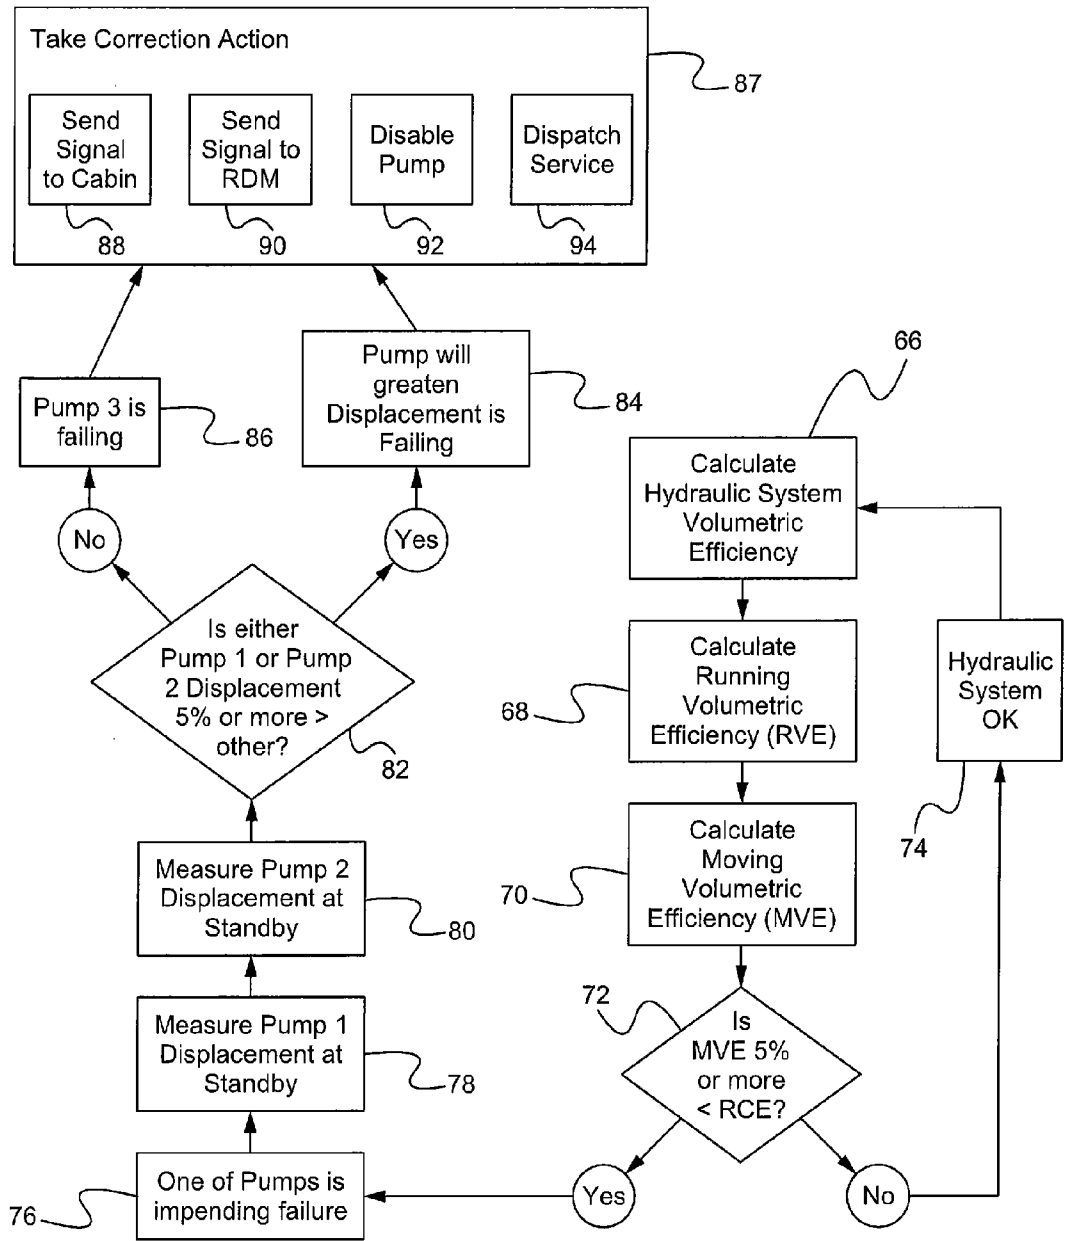 Take Correction Action
87
Send
Signal
to Cabin
88
Send
Signal to
RDM
90
Disable
Pump
92
Dispatch
Service
94
Pump 3 is
failing
86
Pump will
greaten
Displacement is
Failing
84
No
Yes
Is either
Pump 1 or Pump
2 Displacement
5% or more >
other?
82
Measure Pump 2
Displacement at
Standby
80
Measure Pump 1
Displacement at
Standby
78
One of Pumps is
impending failure
76
66
Calculate
Hydraulic System
Volumetric
Efficiency
Calculate
Running
Volumetric
Efficiency (RVE)
68
Calculate
Moving
Volumetric
Efficiency (MVE)
70
Is
MVE 5%
or more
< RCE?
72
Yes
No
Hydraulic
System
OK
74